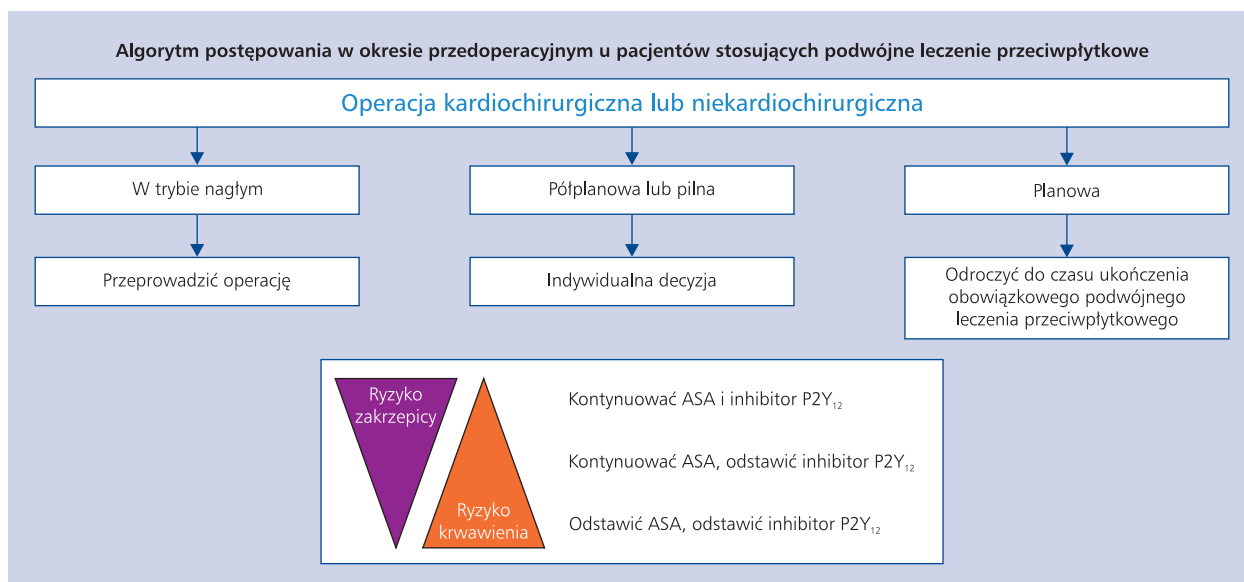 Algorytm postępowania w okresie przedoperacyjnym u pacjentów stosujących podwójne leczenie przeciwpłytkowe
Operacja kardiochirurgiczna lub niekardiochirurgiczna
W trybie nagłym
Półplanowa lub pilna
Planowa
Przeprowadzić operację
Indywidualna decyzja
Odroczyć do czasu ukończenia
obowiązkowego podwójnego
leczenia przeciwpłytkowego
Ryzyko
zakrzepicy
Ryzyko
krwawienia
Kontynuować ASA i inhibitor P2Y₁₂
Kontynuować ASA, odstawić inhibitor P2Y₁₂
Odstawić ASA, odstawić inhibitor P2Y₁₂